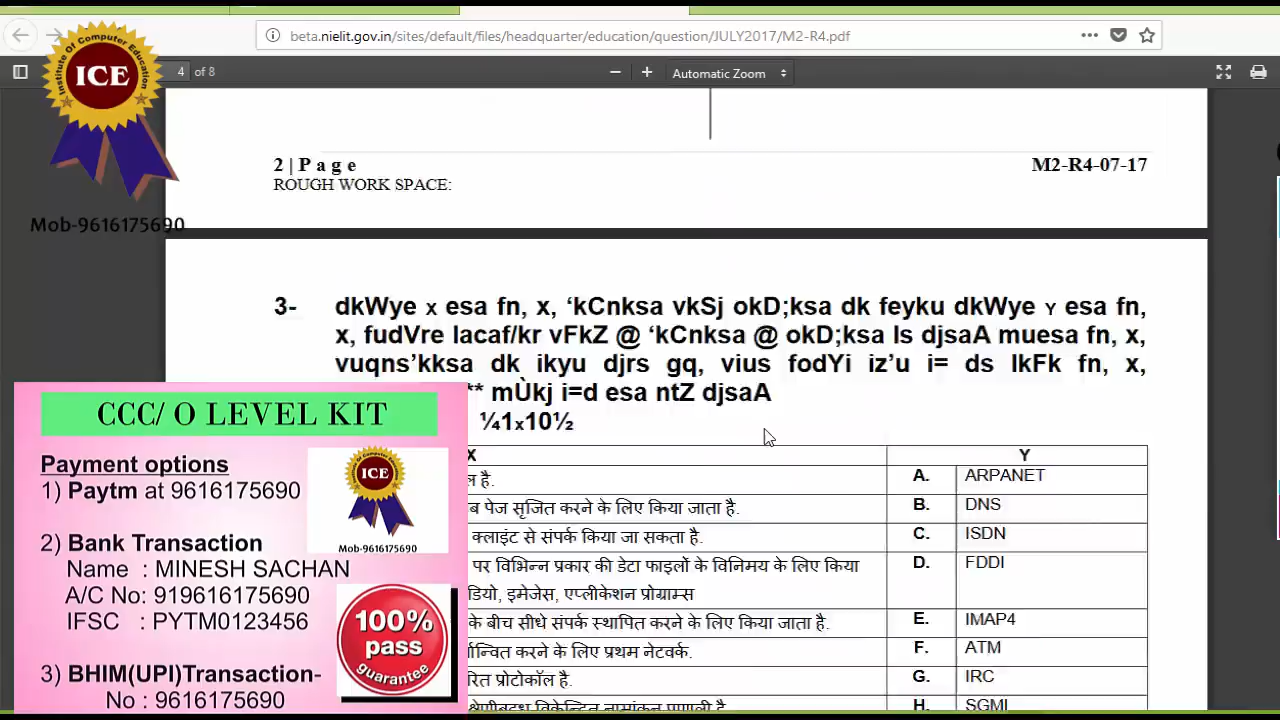 beta.nielit.gov.in/sites/default/files/headquarter/education/question/JULY2017/M2-R4.pdf
4 of 8
Automatic Zoom
Institute Of Computer Education
ICE
Mob-9616175690
2 | P a g e
M2-R4-07-17
ROUGH WORK SPACE:
3- dkWye x esa fn, x, ‘kCnksa vkSj okD;ksa dk feyku dkWye Y esa fn,
x, fudVre lacaf/kr vFkZ @ ‘kCnksa @ okD;ksa ls djsaA muesa fn, x,
vuqns’kksa dk ikyu djrs gq, vius fodYi iz’u i= ds lkFk fn, x,
** mÙkj i=d esa ntZ djsaA
¼1x10½
X Y
ल है. A. ARPANET
ब पेज सृजित करने के लिए किया जाता है. B. DNS
क्लाइंट से संपर्क किया जा सकता है. C. ISDN
पर विभिन्न प्रकार की डेटा फाइलों के विनिमय के लिए किया D. FDDI
डियो, इमेजेस, एप्लीकेशन प्रोग्राम्स
के बीच सीधे संपर्क स्थापित करने के लिए किया जाता है. E. IMAP4
र्यान्वित करने के लिए प्रथम नेटवर्क. F. ATM
रित प्रोटोकॉल है. G. IRC
H. SGML
CCC/ O LEVEL KIT
Payment options
1) Paytm at 9616175690
2) Bank Transaction
Name : MINESH SACHAN
A/C No: 919616175690
IFSC : PYTM0123456
3) BHIM(UPI)Transaction-
No : 9616175690
ICE
Mob-9616175690
100%
pass
guarantee